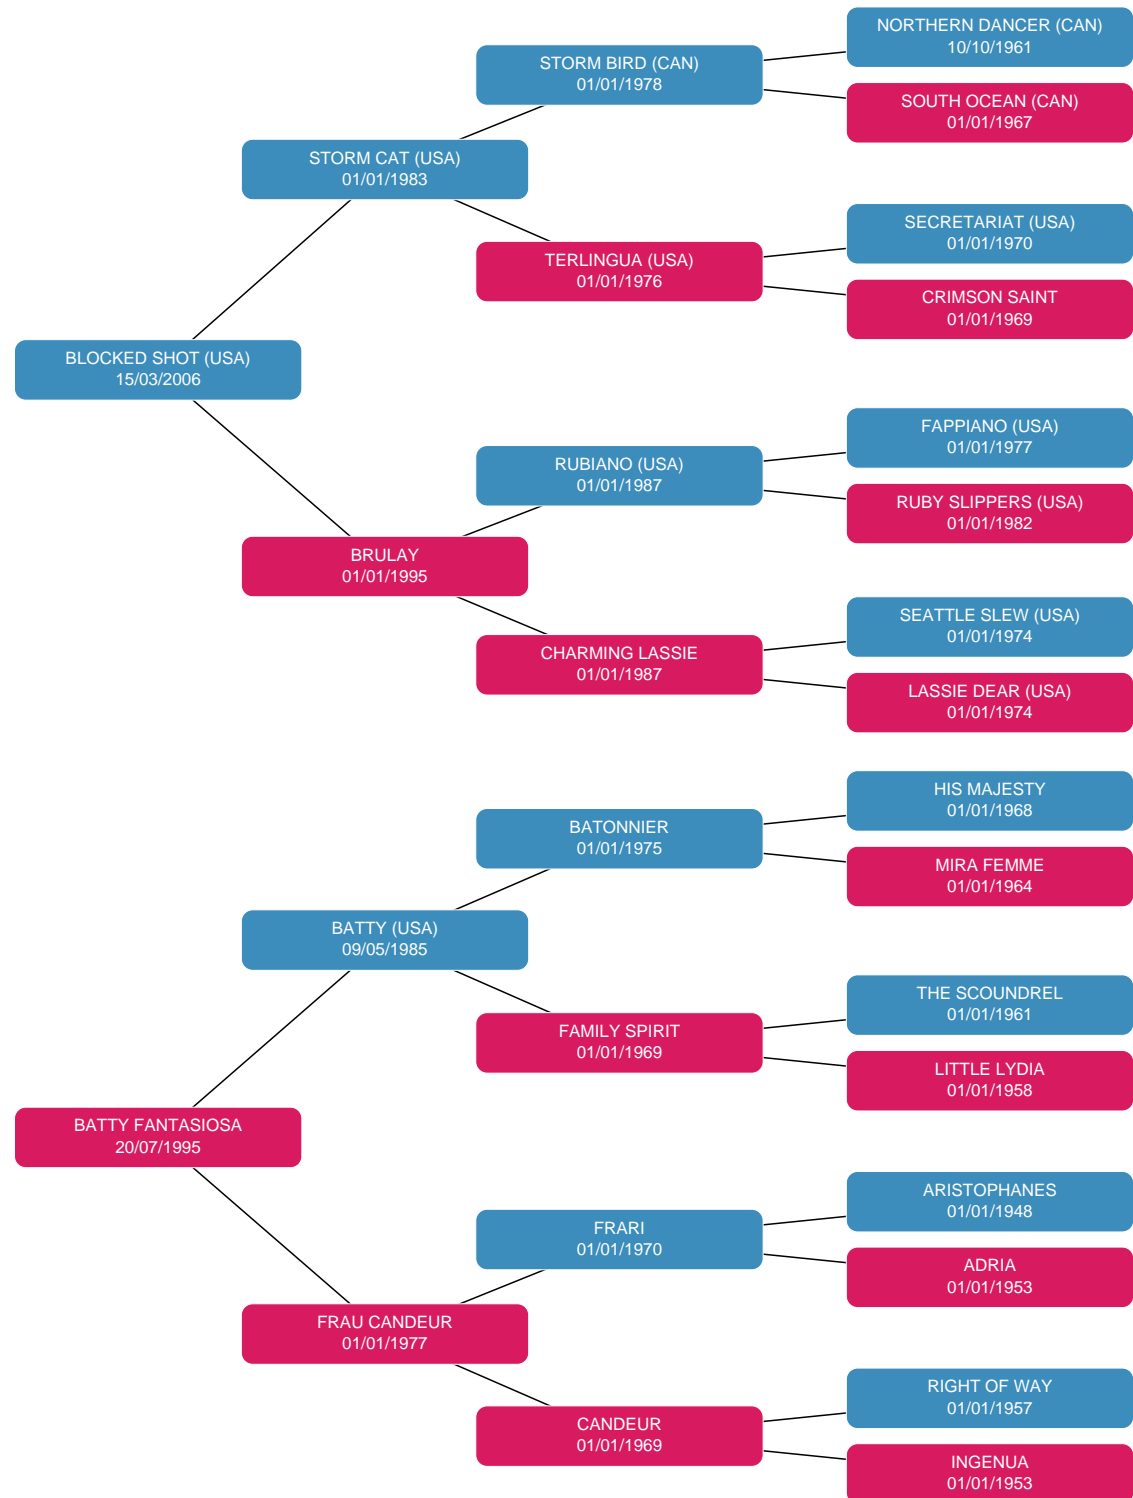 NORTHERN DANCER (CAN)
10/10/1961
STORM BIRD (CAN)
01/01/1978
SOUTH OCEAN (CAN)
01/01/1967
STORM CAT (USA)
01/01/1983
SECRETARIAT (USA)
01/01/1970
TERLINGUA (USA)
01/01/1976
CRIMSON SAINT
01/01/1969
BLOCKED SHOT (USA)
15/03/2006
FAPPIANO (USA)
01/01/1977
RUBIANO (USA)
01/01/1987
RUBY SLIPPERS (USA)
01/01/1982
BRULAY
01/01/1995
SEATTLE SLEW (USA)
01/01/1974
CHARMING LASSIE
01/01/1987
LASSIE DEAR (USA)
01/01/1974
HIS MAJESTY
01/01/1968
BATONNIER
01/01/1975
MIRA FEMME
01/01/1964
BATTY (USA)
09/05/1985
THE SCOUNDREL
01/01/1961
FAMILY SPIRIT
01/01/1969
LITTLE LYDIA
01/01/1958
BATTY FANTASIOSA
20/07/1995
ARISTOPHANES
01/01/1948
FRARI
01/01/1970
ADRIA
01/01/1953
FRAU CANDEUR
01/01/1977
RIGHT OF WAY
01/01/1957
CANDEUR
01/01/1969
INGENUA
01/01/1953